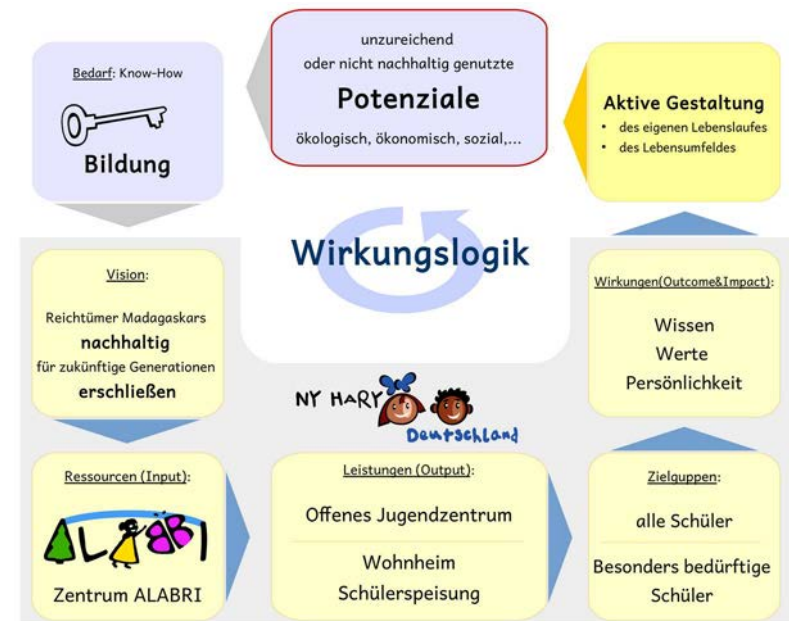 unzureichend
oder nicht nachhaltig genutzte
Potenziale
ökologisch, ökonomisch, sozial,...
Bedarf: Know-How
Bildung
Aktive Gestaltung
• des eigenen Lebenslaufes
• des Lebensumfeldes
Wirkungslogik
Vision:
Reichtümer Madagaskars
nachhaltig
für zukünftige Generationen
erschließen
Wirkungen(Outcome&Impact):
Wissen
Werte
Persönlichkeit
NY HARY
Deutschland
Ressourcen (Input):
ALABRI
Zentrum ALABRI
Leistungen (Output):
Offenes Jugendzentrum
Wohnheim
Schülerspeisung
Zielguppen:
alle Schüler
Besonders bedürftige
Schüler